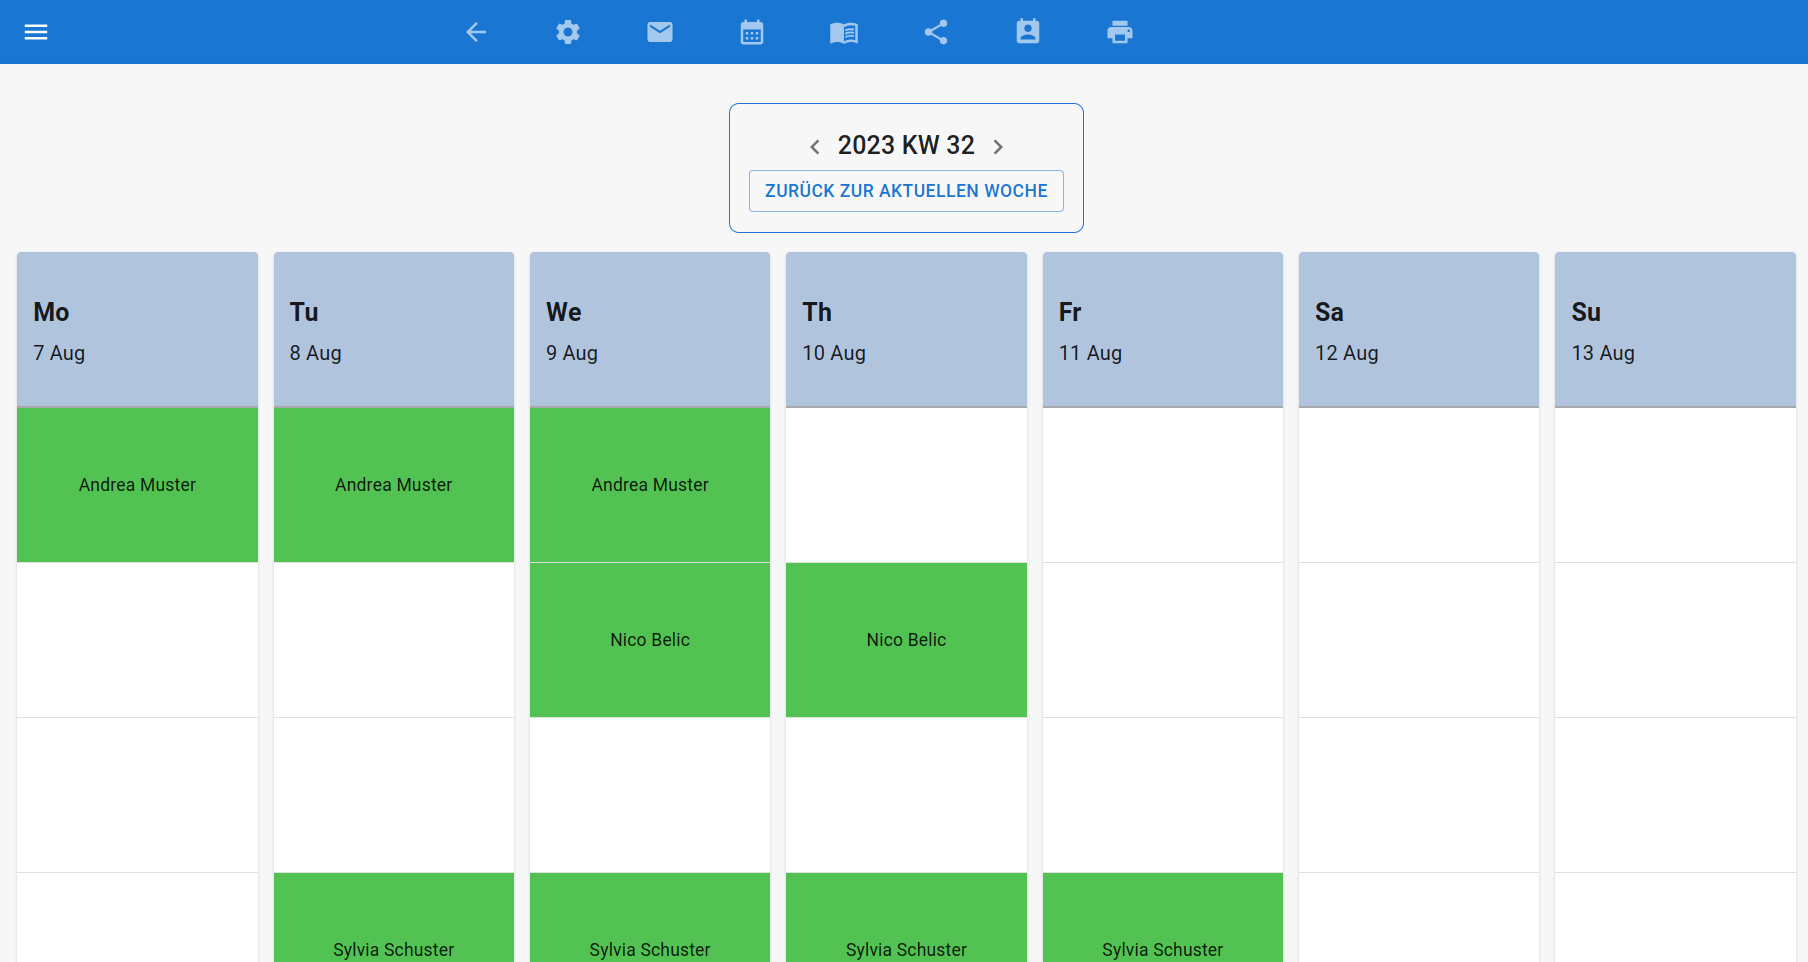 2023 KW 32
ZURÜCK ZUR AKTUELLEN WOCHE
Mo Tu We Th Fr Sa Su
7 Aug 8 Aug 9 Aug 10 Aug 11 Aug 12 Aug 13 Aug
Andrea Muster Andrea Muster Andrea Muster
Nico Belic Nico Belic
Sylvia Schuster Sylvia Schuster Sylvia Schuster Sylvia Schuster